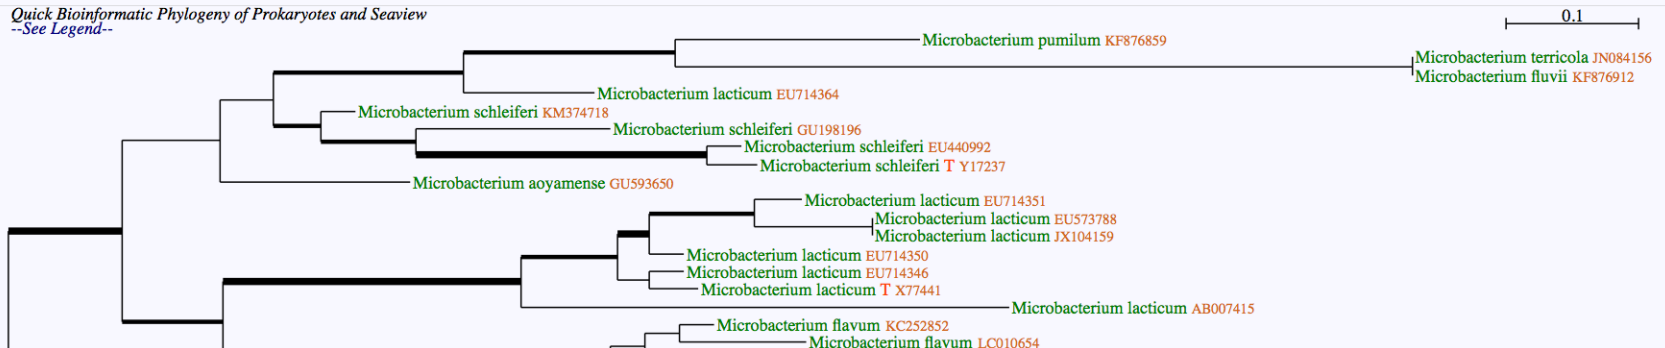 Quick Bioinformatic Phylogeny of Prokaryotes and Seaview
--See Legend--
0.1
Microbacterium pumilum KF876859
Microbacterium terricola JN084156
Microbacterium fluvii KF876912
Microbacterium lacticum EU714364
Microbacterium schleiferi KM374718
Microbacterium schleiferi GU198196
Microbacterium schleiferi EU440992
Microbacterium schleiferi T Y17237
Microbacterium aoyamense GU593650
Microbacterium lacticum EU714351
Microbacterium lacticum EU573788
Microbacterium lacticum JX104159
Microbacterium lacticum EU714350
Microbacterium lacticum EU714346
Microbacterium lacticum T X77441
Microbacterium lacticum AB007415
Microbacterium flavum KC252852
Microbacterium flavum LC010654